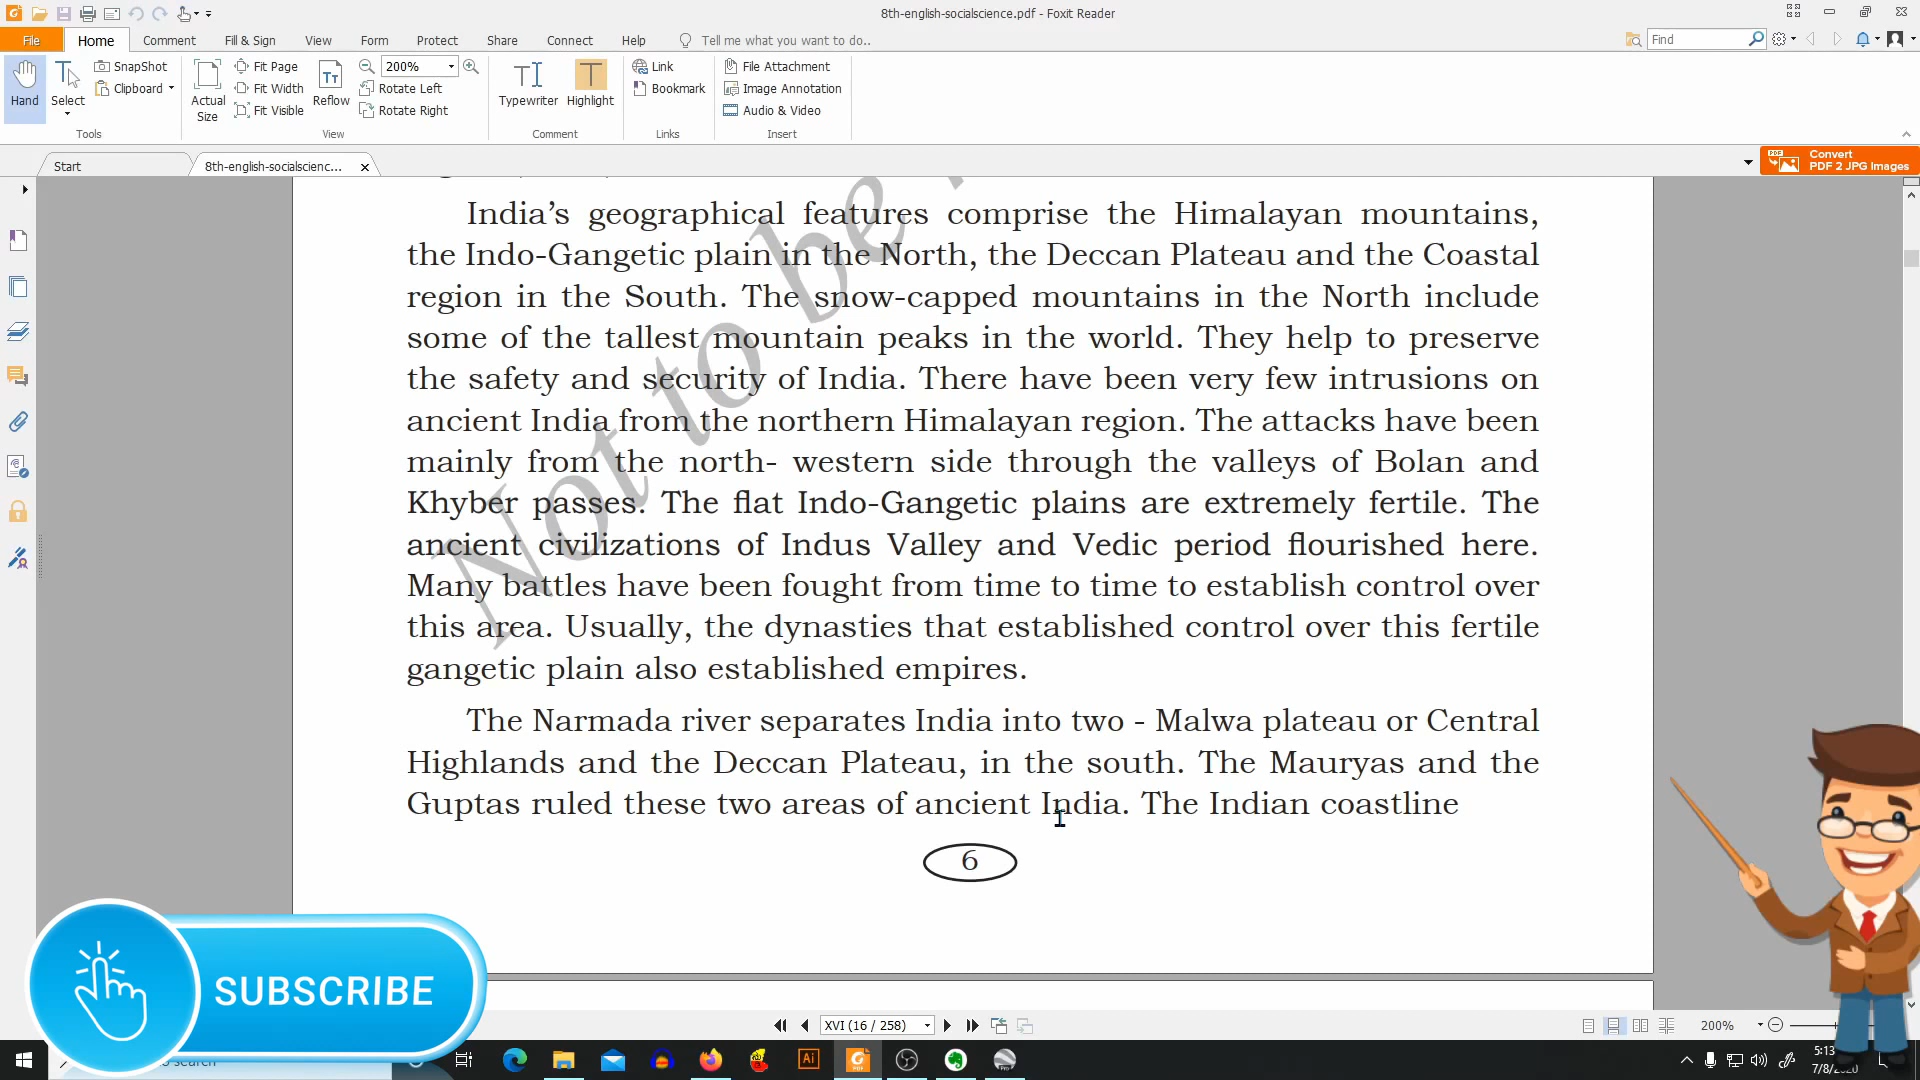 8th-english-socialscience.pdf - Foxit Reader
File Home Comment Fill & Sign View Form Protect Share Connect Help Tell me what you want to do.. Find
Hand
Select
SnapShot
Clipboard
Tools
Actual
Size
Fit Page
Fit Width
Fit Visible
Reflow
200%
Rotate Left
Rotate Right
View
Typewriter
Highlight
Comment
Link
Bookmark
Links
File Attachment
Image Annotation
Audio & Video
Insert
Start
8th-english-socialscienc...
Convert
PDF 2 JPG Images
Not to be
India’s geographical features comprise the Himalayan mountains,
the Indo-Gangetic plain in the North, the Deccan Plateau and the Coastal
region in the South. The snow-capped mountains in the North include
some of the tallest mountain peaks in the world. They help to preserve
the safety and security of India. There have been very few intrusions on
ancient India from the northern Himalayan region. The attacks have been
mainly from the north- western side through the valleys of Bolan and
Khyber passes. The flat Indo-Gangetic plains are extremely fertile. The
ancient civilizations of Indus Valley and Vedic period flourished here.
Many battles have been fought from time to time to establish control over
this area. Usually, the dynasties that established control over this fertile
gangetic plain also established empires.
The Narmada river separates India into two - Malwa plateau or Central
Highlands and the Deccan Plateau, in the south. The Mauryas and the
Guptas ruled these two areas of ancient India. The Indian coastline
6
SUBSCRIBE
XVI (16 / 258)
200%
search
Ai
PDF
Pro
5:13
7/8/2020